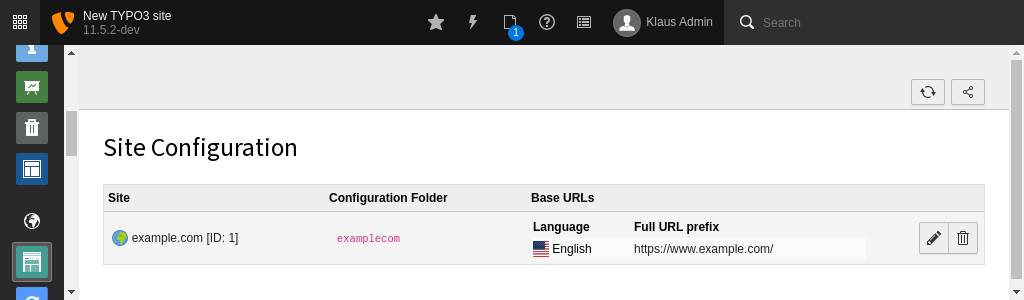 New TYPO3 site
11.5.2-dev
1
Klaus Admin
Search
Site Configuration
Site Configuration Folder Base URLs
Language Full URL prefix
example.com [ID: 1] examplecom
English https://www.example.com/